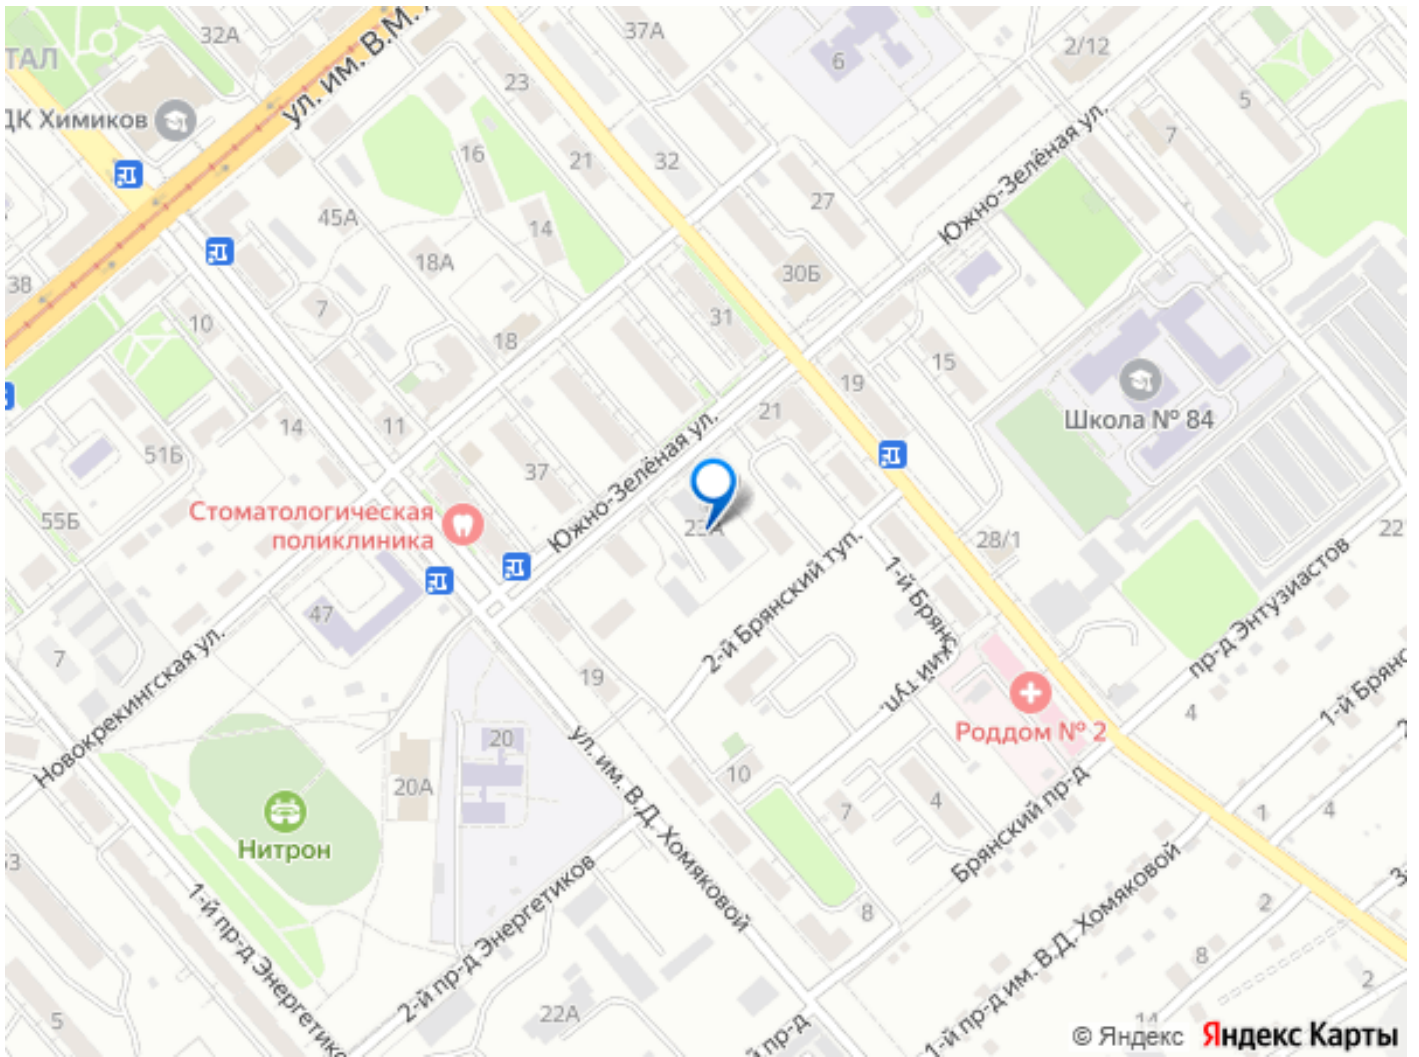 32А
37А
ТАЛ
ул. им. В.М.
2/12
6
23
5
ДК Химиков
7
16
21
32
Южно-Зелёная ул.
27
45А
14
18А
30Б
38
7
10
31
18
15
19
21
Школа № 84
14
11
51Б
37
Южно-Зелёная ул.
Стоматологическая
поликлиника
55Б
22
23А
28/1
2-й Брянский туп.
1-й Брянский туп.
пр-д Энтузиастов
47
7
Новокрекингская ул.
19
1-й Брянс
4
Роддом № 2
20
ул. им. В.Д. Хомяковой
10
20А
4
7
1
4
Нитрон
Брянский пр-д
53
1-й пр-д Энергетиков
2-й пр-д Энергетиков
8
2
1-й пр-д им. В.Д. Хомяковой
8
2
22А
5
14
й пр-д
© Яндекс Яндекс Карты